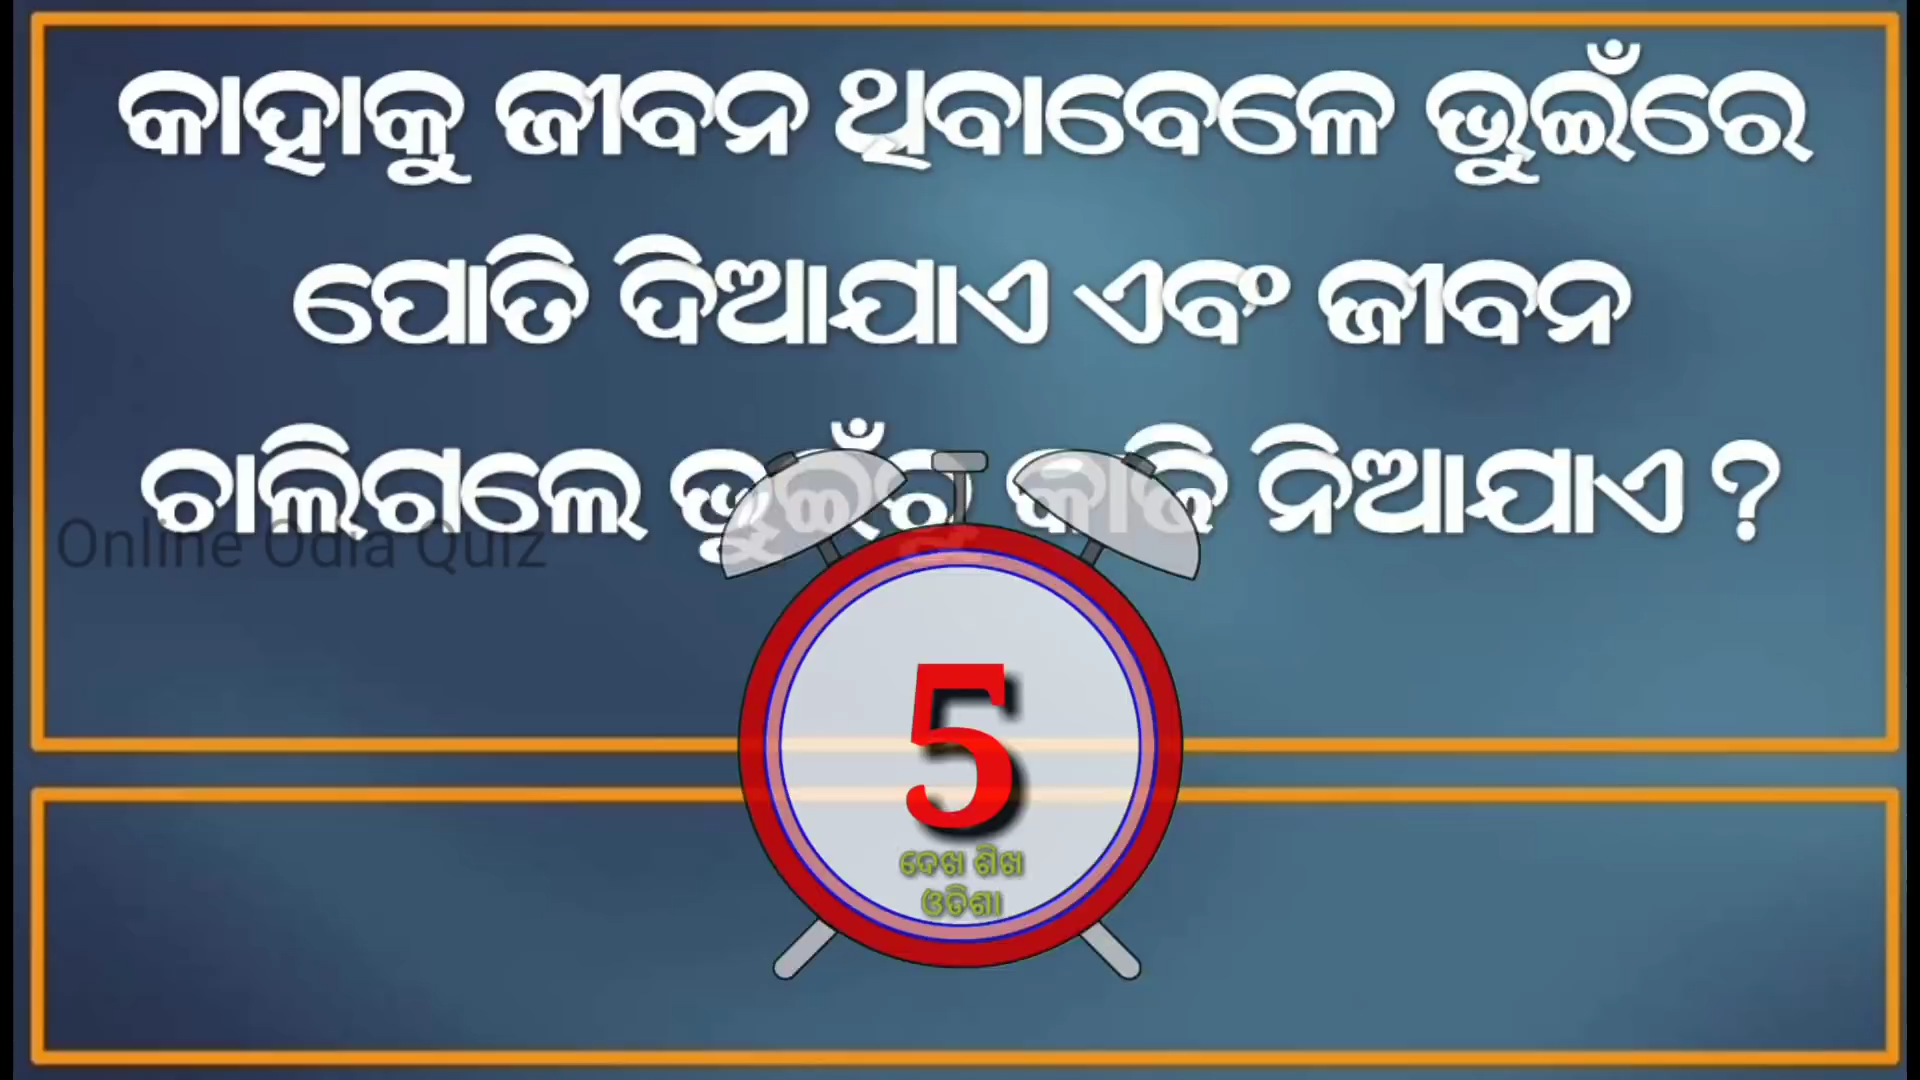 କାହାକୁ ଜୀବନ ଥିବାବେଳେ ଭୁଇଁରେ
ପୋତି ଦିଆଯାଏ ଏବଂ ଜୀବନ
ଚାଲିଗଲେ ଭୁଇଁରୁ କାଢି ନିଆଯାଏ ?
Online Odia Quiz
5
ଦେଖ ଶିଖ
ଓଡିଶା